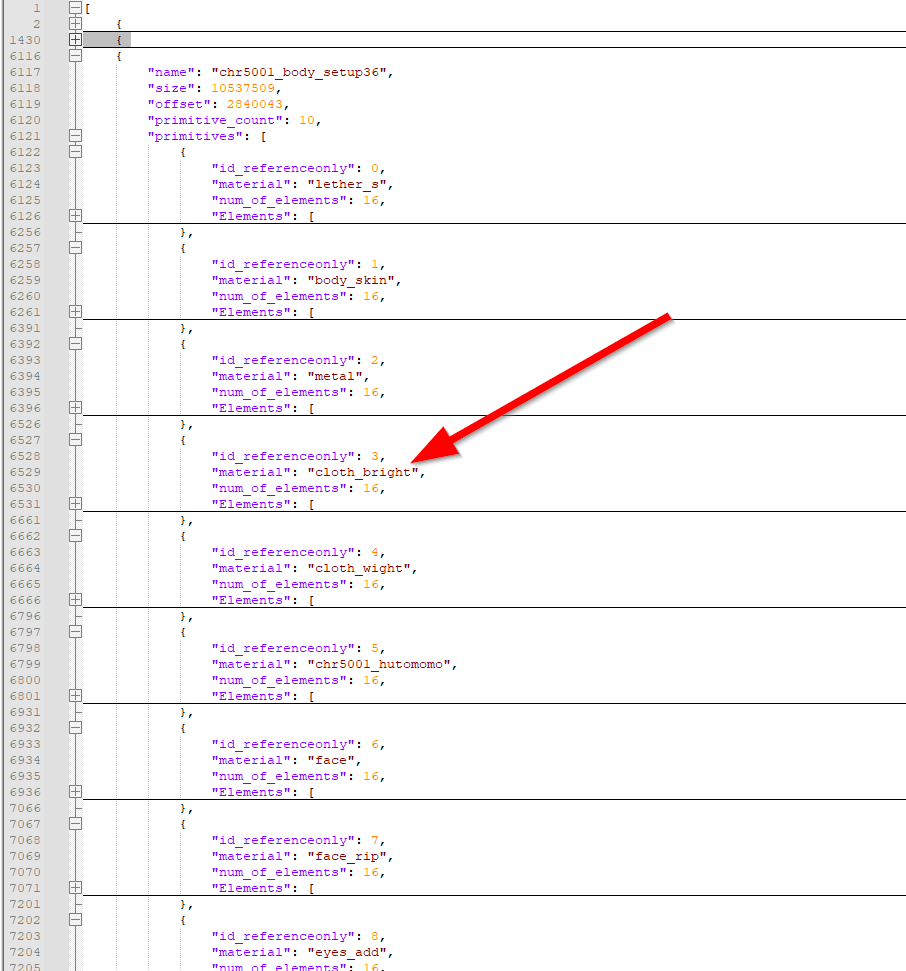 1 [
2 {
1430 {
6116 {
6117 "name": "chr5001_body_setup36",
6118 "size": 10537509,
6119 "offset": 2840043,
6120 "primitive_count": 10,
6121 "primitives": [
6122 {
6123 "id_referenceonly": 0,
6124 "material": "lether_s",
6125 "num_of_elements": 16,
6126 "Elements": [
6256 },
6257 {
6258 "id_referenceonly": 1,
6259 "material": "body_skin",
6260 "num_of_elements": 16,
6261 "Elements": [
6391 },
6392 {
6393 "id_referenceonly": 2,
6394 "material": "metal",
6395 "num_of_elements": 16,
6396 "Elements": [
6526 },
6527 {
6528 "id_referenceonly": 3,
6529 "material": "cloth_bright",
6530 "num_of_elements": 16,
6531 "Elements": [
6661 },
6662 {
6663 "id_referenceonly": 4,
6664 "material": "cloth_wight",
6665 "num_of_elements": 16,
6666 "Elements": [
6796 },
6797 {
6798 "id_referenceonly": 5,
6799 "material": "chr5001_hutomomo",
6800 "num_of_elements": 16,
6801 "Elements": [
6931 },
6932 {
6933 "id_referenceonly": 6,
6934 "material": "face",
6935 "num_of_elements": 16,
6936 "Elements": [
7066 },
7067 {
7068 "id_referenceonly": 7,
7069 "material": "face_rip",
7070 "num_of_elements": 16,
7071 "Elements": [
7201 },
7202 {
7203 "id_referenceonly": 8,
7204 "material": "eyes_add",
7205 "num_of_elements": 16,